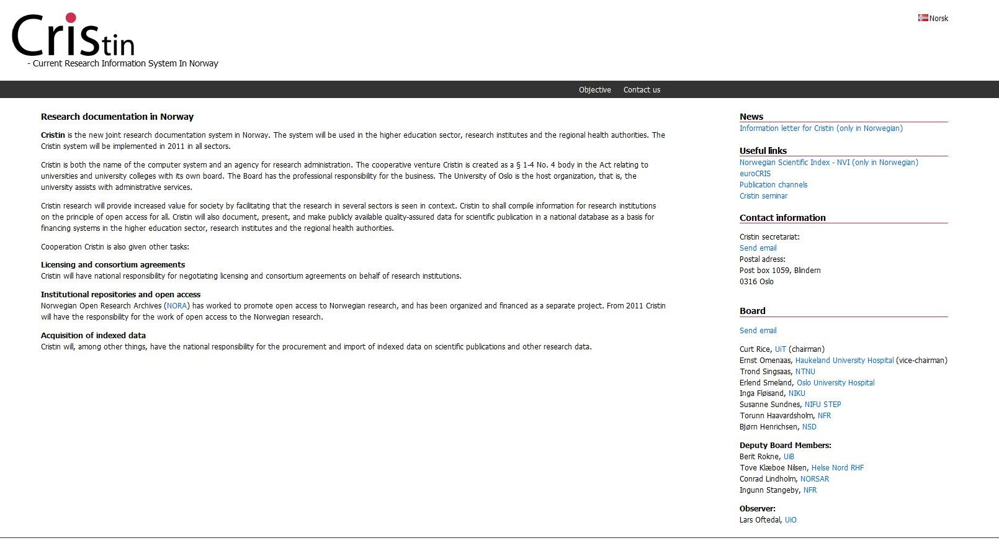 Cristin
- Current Research Information System In Norway
Norsk
Objective Contact us
Research documentation in Norway
Cristin is the new joint research documentation system in Norway. The system will be used in the higher education sector, research institutes and the regional health authorities. The
Cristin system will be implemented in 2011 in all sectors.
Cristin is both the name of the computer system and an agency for research administration. The cooperative venture Cristin is created as a § 1-4 No. 4 body in the Act relating to
universities and university colleges with its own board. The Board has the professional responsibility for the business. The University of Oslo is the host organization, that is, the
university assists with administrative services.
Cristin research will provide increased value for society by facilitating that the research in several sectors is seen in context. Cristin to shall compile information for research institutions
on the principle of open access for all. Cristin will also document, present, and make publicly available quality-assured data for scientific publication in a national database as a basis for
financing systems in the higher education sector, research institutes and the regional health authorities.
Cooperation Cristin is also given other tasks:
Licensing and consortium agreements
Cristin will have national responsibility for negotiating licensing and consortium agreements on behalf of research institutions.
Institutional repositories and open access
Norwegian Open Research Archives (NORA) has worked to promote open access to Norwegian research, and has been organized and financed as a separate project. From 2011 Cristin
will have the responsibility for the work of open access to the Norwegian research.
Acquisition of indexed data
Cristin will, among other things, have the national responsibility for the procurement and import of indexed data on scientific publications and other research data.
News
Information letter for Cristin (only in Norwegian)
Useful links
Norwegian Scientific Index - NVI (only in Norwegian)
euroCRIS
Publication channels
Cristin seminar
Contact information
Cristin secretariat:
Send email
Postal adress:
Post box 1059, Blindern
0316 Oslo
Board
Send email
Curt Rice, UiT (chairman)
Ernst Omenaas, Haukeland University Hospital (vice-chairman)
Trond Singsaas, NTNU
Erlend Smeland, Oslo University Hospital
Inga Fløisand, NIKU
Susanne Sundnes, NIFU STEP
Torunn Haavardsholm, NFR
Bjørn Henrichsen, NSD
Deputy Board Members:
Berit Rokne, UiB
Tove Klæboe Nilsen, Helse Nord RHF
Conrad Lindholm, NORSAR
Ingunn Stangeby, NFR
Observer:
Lars Oftedal, UiO